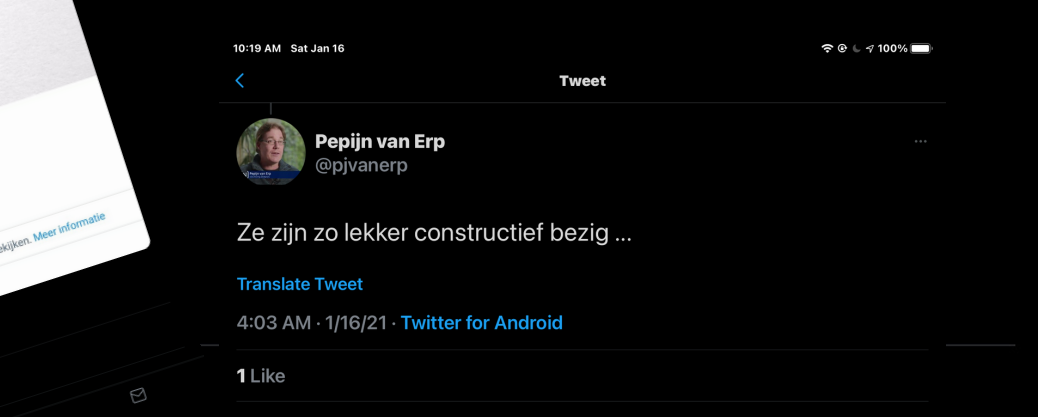 10:19 AM Sat Jan 16
100%
Tweet
Pepijn van Erp
@pjvanerp
Ze zijn zo lekker constructief bezig ...
Translate Tweet
4:03 AM · 1/16/21 · Twitter for Android
1 Like
ekijken. Meer informatie